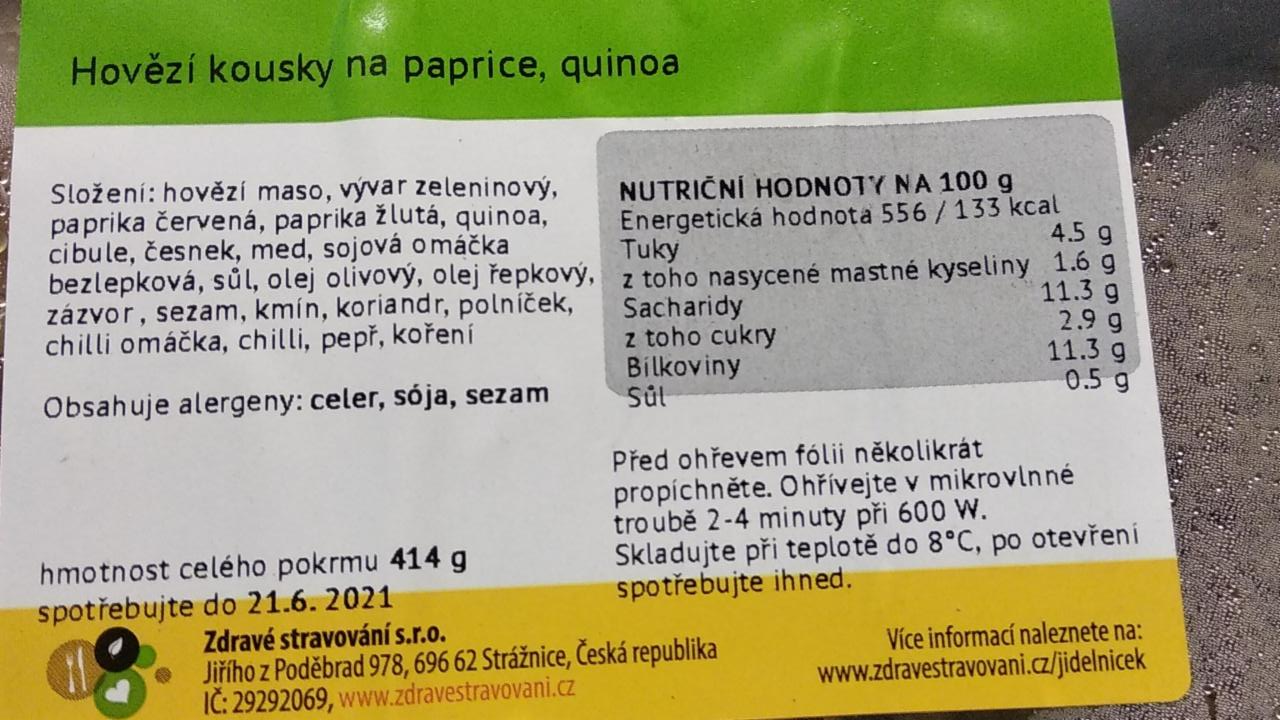 Hovězí kousky na paprice, quinoa
Složení: hovězí maso, vývar zeleninový,
paprika červená, paprika žlutá, quinoa,
cibule, česnek, med, sojová omáčka
bezlepková, sůl, olej olivový, olej řepkový,
zázvor, sezam, kmín, koriandr, polníček,
chilli omáčka, chilli, pepř, koření
Obsahuje alergeny: celer, sója, sezam
hmotnost celého pokrmu 414 g
spotřebujte do 21.6. 2021
NUTRIČNÍ HODNOTY NA 100 g
Energetická hodnota 556 / 133 kcal
Tuky 4.5 g
z toho nasycené mastné kyseliny 1.6 g
Sacharidy 11.3 g
z toho cukry 2.9 g
Bílkoviny 11.3 g
Sůl 0.5 g
Před ohřevem fólii několikrát
propíchněte. Ohřívejte v mikrovlnné
troubě 2-4 minuty při 600 W.
Skladujte při teplotě do 8°C, po otevření
spotřebujte ihned.
Zdravé stravování s.r.o.
Jiřího z Poděbrad 978, 696 62 Strážnice, Česká republika
IČ: 29292069, www.zdravestravovani.cz
Více informací naleznete na:
www.zdravestravovani.cz/jidelnicek